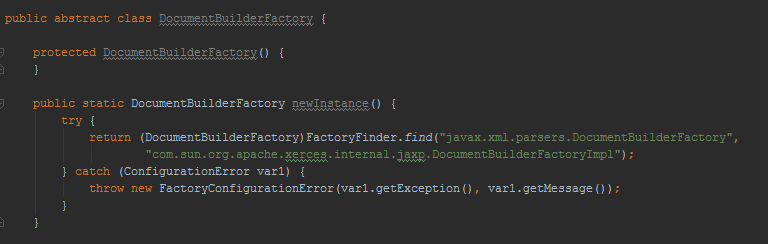 public abstract class DocumentBuilderFactory {
protected DocumentBuilderFactory() {
}
public static DocumentBuilderFactory newInstance() {
try {
return (DocumentBuilderFactory)FactoryFinder.find("javax.xml.parsers.DocumentBuilderFactory",
"com.sun.org.apache.xerces.internal.jaxp.DocumentBuilderFactoryImpl");
} catch (ConfigurationError var1) {
throw new FactoryConfigurationError(var1.getException(), var1.getMessage());
}
}